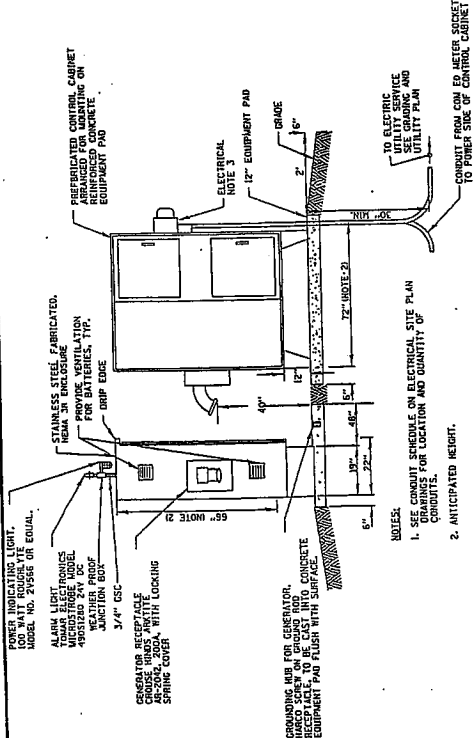 POWER INDICATING LIGHT,
100 WATT ROUGHLYTE
MODEL NO. 2V566 OR EQUAL.
ALARM LIGHT
TOMAR ELECTRONICS
MICROSTROBE MODEL
490S1280 24V DC
WEATHER PROOF
JUNCTION BOX
3/4" GSC
STAINLESS STEEL FABRICATED,
NEMA 3R ENCLOSURE
PROVIDE VENTILATION
FOR BATTERIES, TYP.
DRIP EDGE
PREFBRICATED CONTROL CABINET
ARRANGED FOR MOUNTING ON
REINFORCED CONCRETE
EQUIPMENT PAD
ELECTRICAL
NOTE 3
12" EQUIPMENT PAD
GRADE
6"
2'
GENERATOR RECEPTACLE
CROUSE HINDS ARKTITE
AR-2042, 200A, WITH LOCKING
SPRING COVER
66" (NOTE 2)
40"
12"
72" (NOTE 2)
30" MIN.
6"
48"
19"
22"
6"
GROUNDING HUB FOR GENERATOR.
HARCO SCREW ON GROUND ROD
RECEPTACLE, TO BE CAST INTO CONCRETE
EQUIPMENT PAD FLUSH WITH SURFACE.
TO ELECTRIC
UTILITY SERVICE
SEE GRADING AND
UTILITY PLAN
CONDUIT FROM COM ED METER SOCKET
TO POWER SIDE OF CONTROL CABINET
NOTES:
1. SEE CONDUIT SCHEDULE ON ELECTRICAL SITE PLAN
DRAWINGS FOR LOCATION AND QUANTITY OF
CONDUITS.
2. ANTICIPATED HEIGHT.